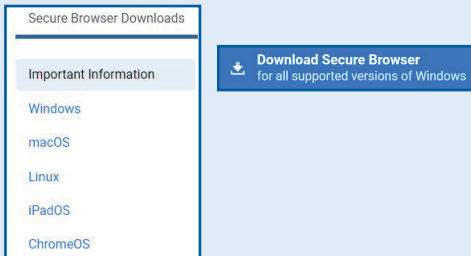 Secure Browser Downloads
Important Information
Windows
macOS
Linux
iPadOS
ChromeOS
Download Secure Browser
for all supported versions of Windows